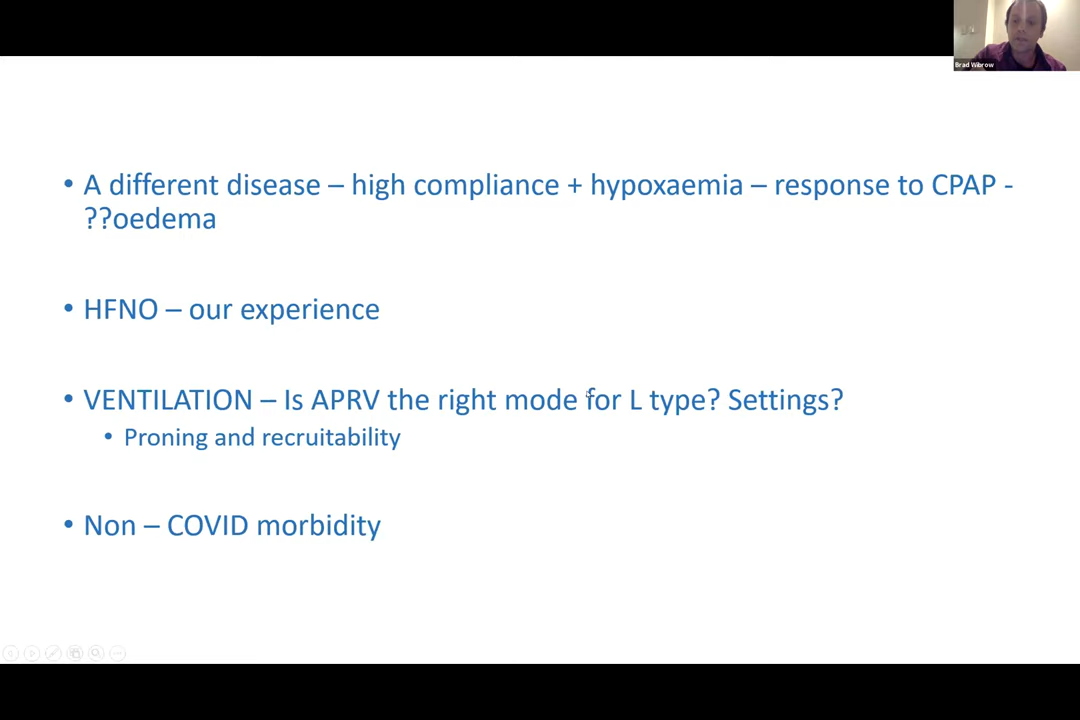 Brad Wibrow
• A different disease – high compliance + hypoxaemia – response to CPAP -
??oedema
• HFNO – our experience
• VENTILATION – Is APRV the right mode for L type? Settings?
• Proning and recruitability
• Non – COVID morbidity